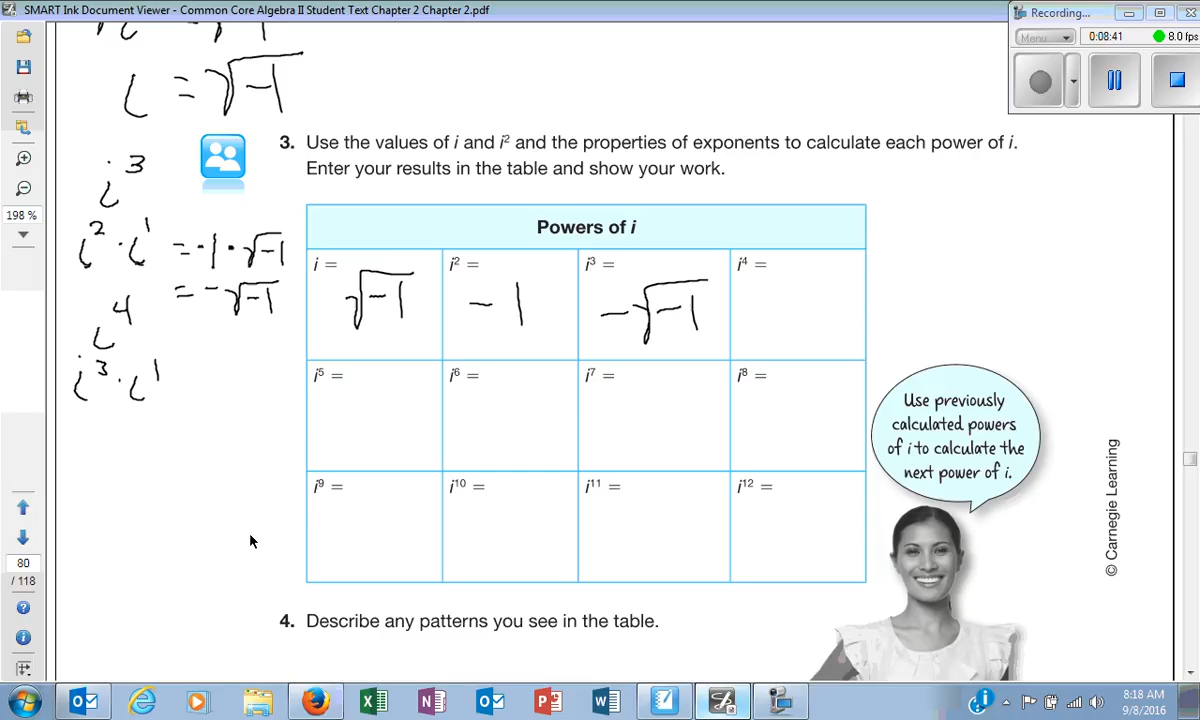 SMART Ink Document Viewer - Common Core Algebra II Student Text Chapter 2 Chapter 2.pdf
Recording...
Menu
0:08:41
8.0 fps
i = √-1
3. Use the values of i and i² and the properties of exponents to calculate each power of i.
Enter your results in the table and show your work.
i³
i² · i¹ = -1 · √-1
= -√-1
i⁴
i³ · i¹
198 %
Powers of i
i = √-1
i² = -1
i³ = -√-1
i⁴ =
i⁵ =
i⁶ =
i⁷ =
i⁸ =
i⁹ =
i¹⁰ =
i¹¹ =
i¹² =
Use previously
calculated powers
of i to calculate the
next power of i.
© Carnegie Learning
80
/ 118
4. Describe any patterns you see in the table.
8:18 AM
9/8/2016